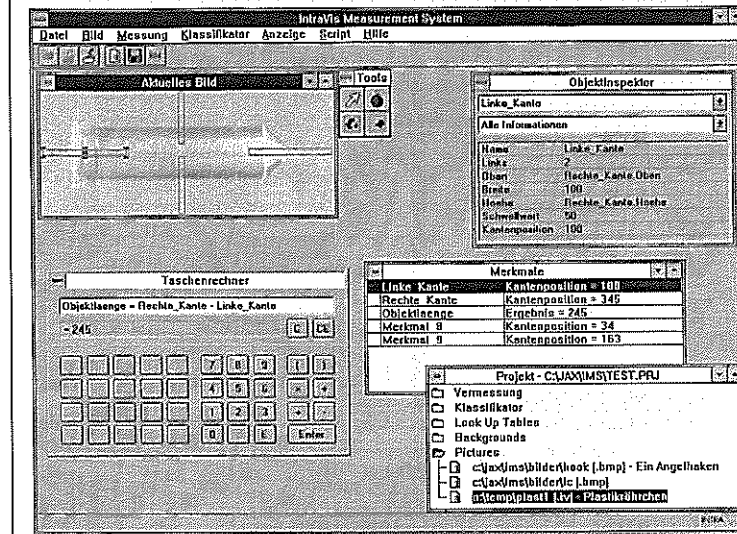 IntraVis Measurement System
Datei Bild Messung Klassifikator Anzeige Script Hilfe
Aktuelles Bild
Tools
Objektinspektor
Linke_Kante
Alle Informationen
Name Linke_Kante
Links 2
Oben Rechte_Kante.Oben
Breite 100
Hoehe Rechte_Kante.Hoehe
Schwellwert 50
Kantenposition 100
Taschenrechner
Objektlaenge = Rechte_Kante - Linke_Kante
= 245
C CE
7 8 9 ( )
4 5 6
1 2 3 + -
0 Enter
Merkmale
Linke_Kante Kantenposition = 100
Rechte_Kante Kantenposition = 345
Objektlaenge Ergebnis = 245
Merkmal_8 Kantenposition = 34
Merkmal_9 Kantenposition = 163
Projekt - C:\JAX\IMS\TEST.PRJ
Vermessung
Klassifikator
Look Up Tables
Backgrounds
Pictures
c:\jax\ims\bilder\hook [.bmp] - Ein Angelhaken
c:\jax\ims\bilder\lc [.bmp]
n:\temp\plast1 [.iv] - Plastikröhrchen